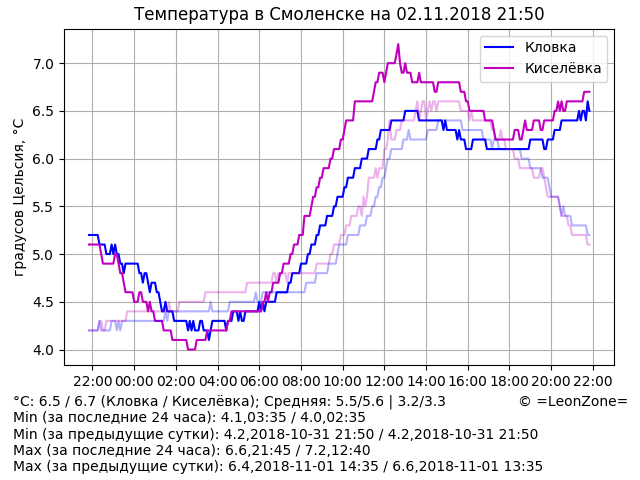 Температура в Смоленске на 02.11.2018 21:50
Кловка
Киселёвка
градусов Цельсия, °C
7.0
6.5
6.0
5.5
5.0
4.5
4.0
22:00 00:00 02:00 04:00 06:00 08:00 10:00 12:00 14:00 16:00 18:00 20:00 22:00
°C: 6.5 / 6.7 (Кловка / Киселёвка); Средняя: 5.5/5.6 | 3.2/3.3 © =LeonZone=
Min (за последние 24 часа): 4.1,03:35 / 4.0,02:35
Min (за предыдущие сутки): 4.2,2018-10-31 21:50 / 4.2,2018-10-31 21:50
Max (за последние 24 часа): 6.6,21:45 / 7.2,12:40
Max (за предыдущие сутки): 6.4,2018-11-01 14:35 / 6.6,2018-11-01 13:35